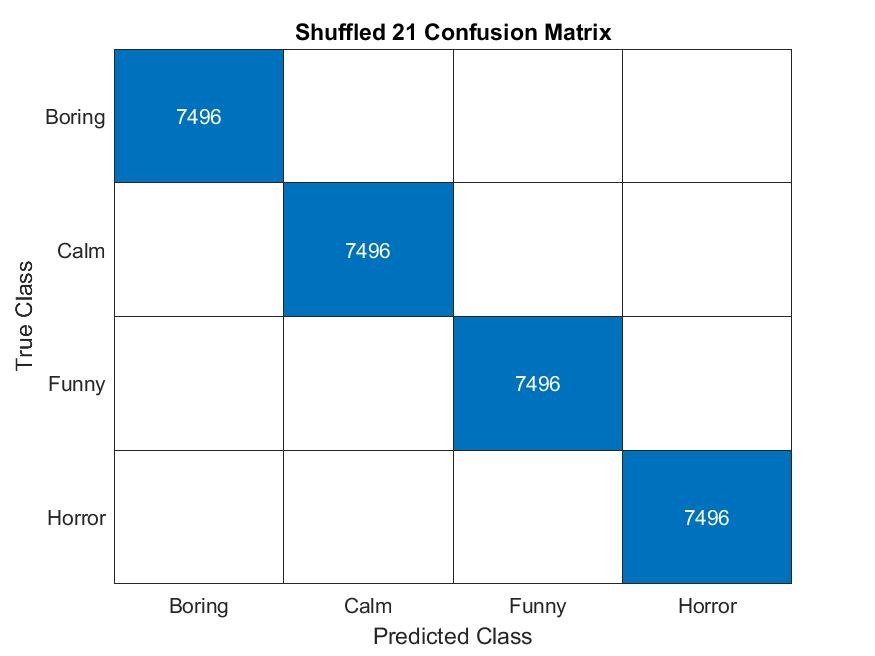 Shuffled 21 Confusion Matrix
True Class
Boring
7496
Calm
7496
Funny
7496
Horror
7496
Boring Calm Funny Horror
Predicted Class